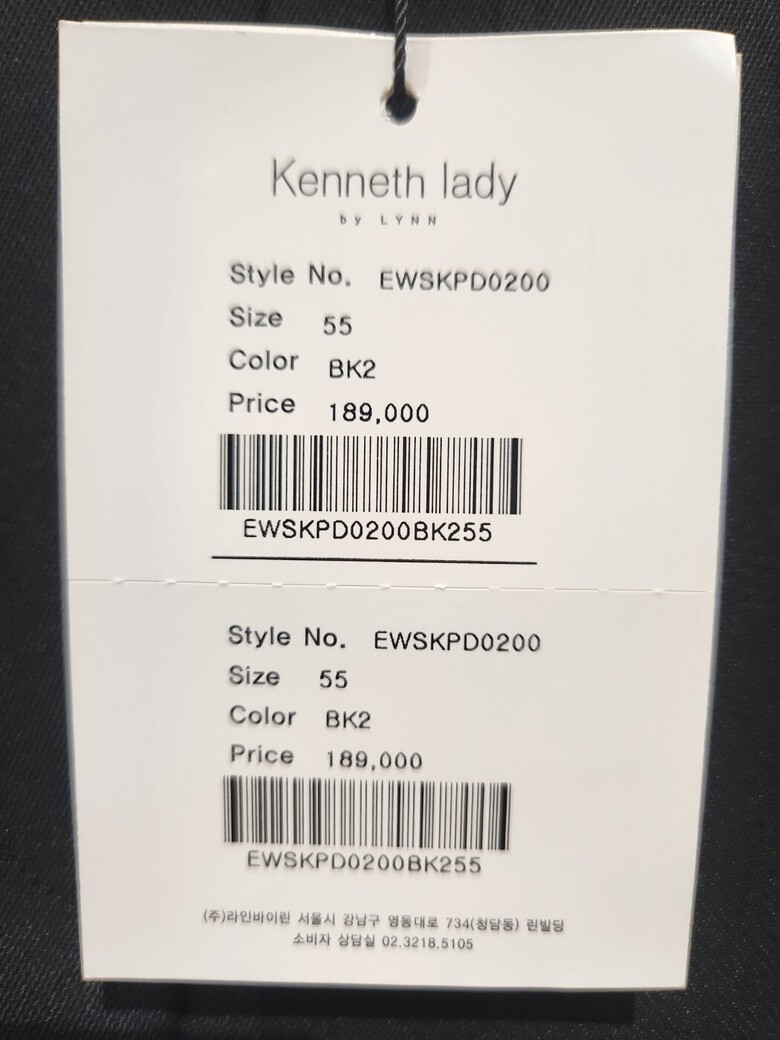 Kenneth lady
by LYNN
Style No. EWSKPD0200
Size 55
Color BK2
Price 189,000
EWSKPD0200BK255
Style No. EWSKPD0200
Size 55
Color BK2
Price 189,000
EWSKPD0200BK255
(주)라인바이린 서울시 강남구 영동대로 734(청담동) 린빌딩
소비자 상담실 02.3218.5105